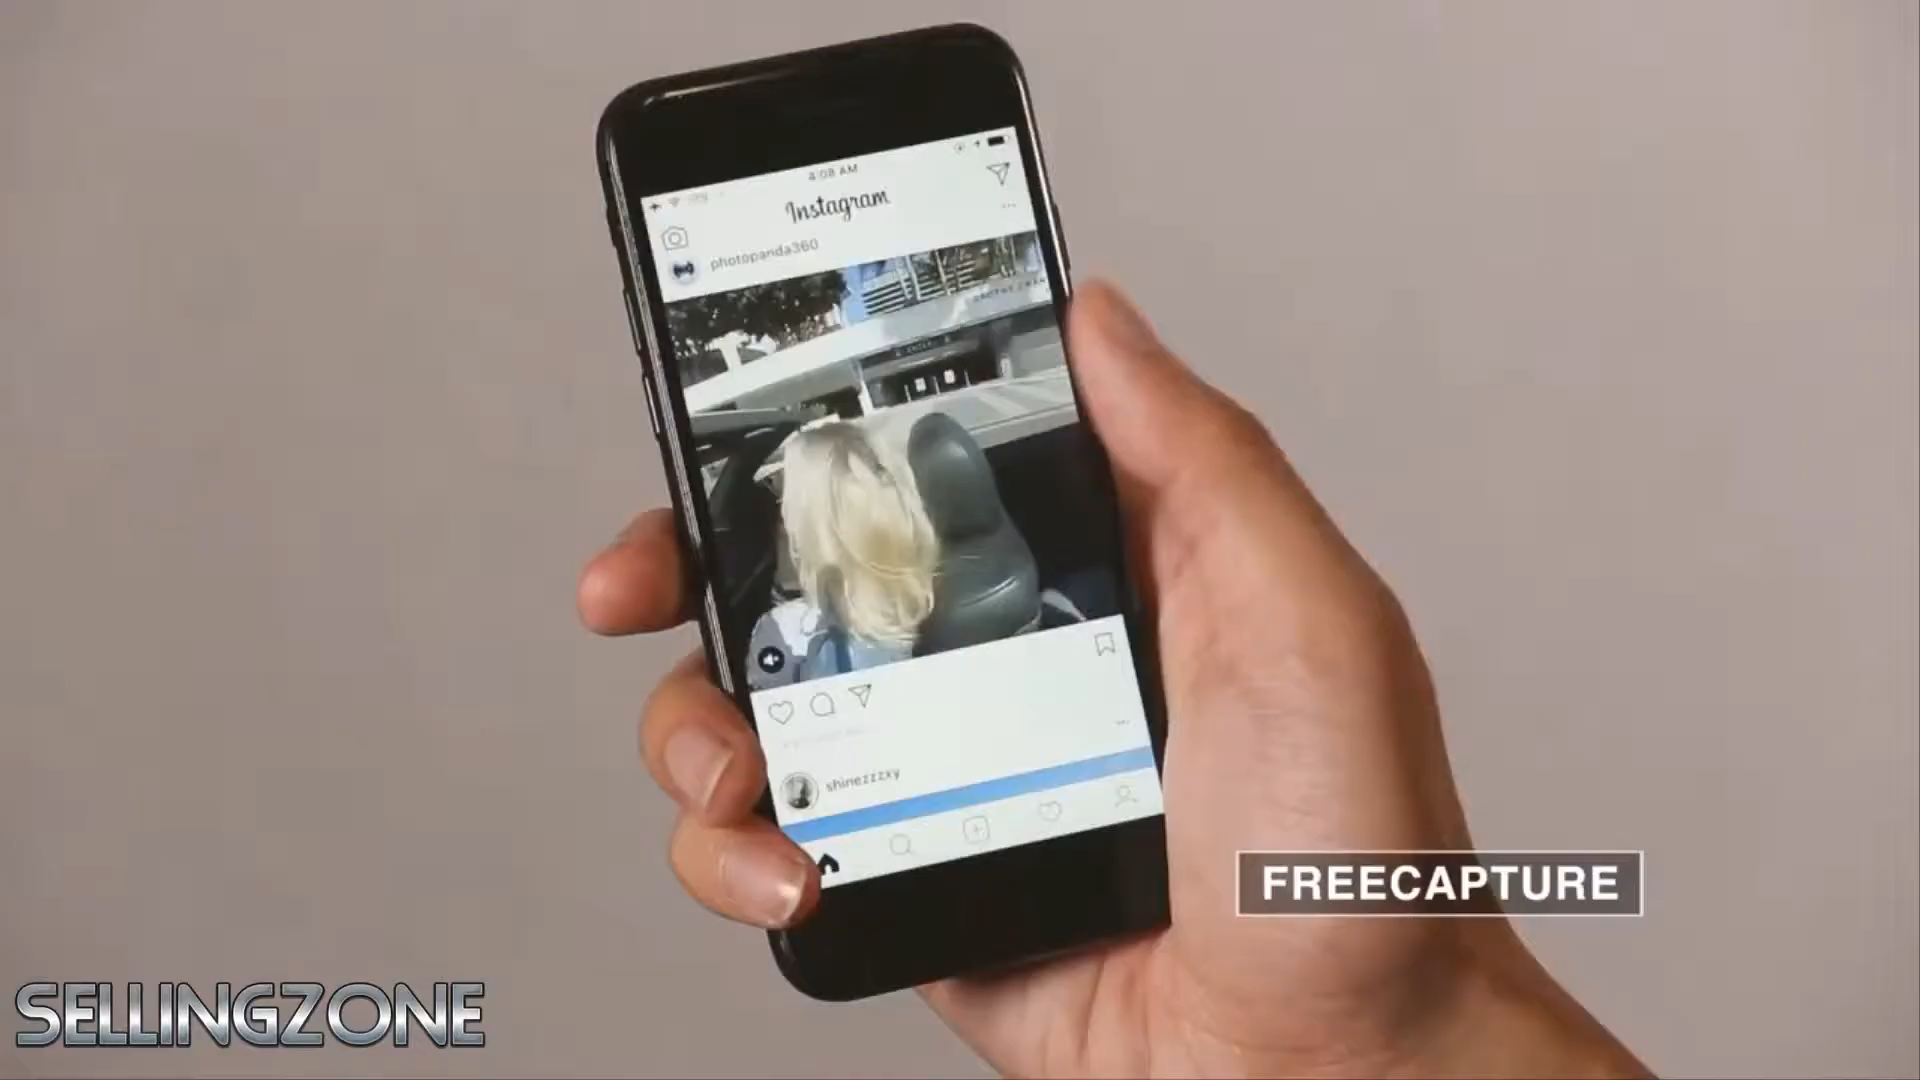 4:08 AM
Instagram
photopanda360
shinezzzxy
FREECAPTURE
SELLINGZONE